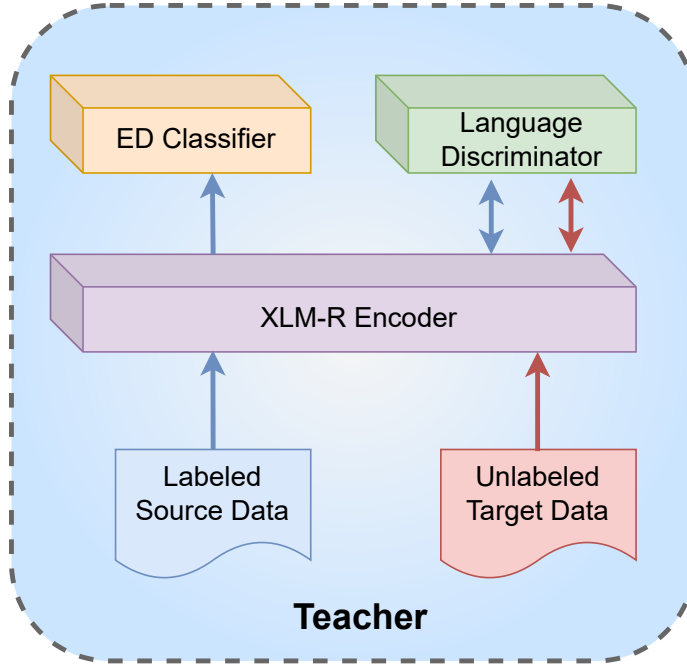 ED Classifier
Language
Discriminator
XLM-R Encoder
Labeled
Source Data
Unlabeled
Target Data
Teacher